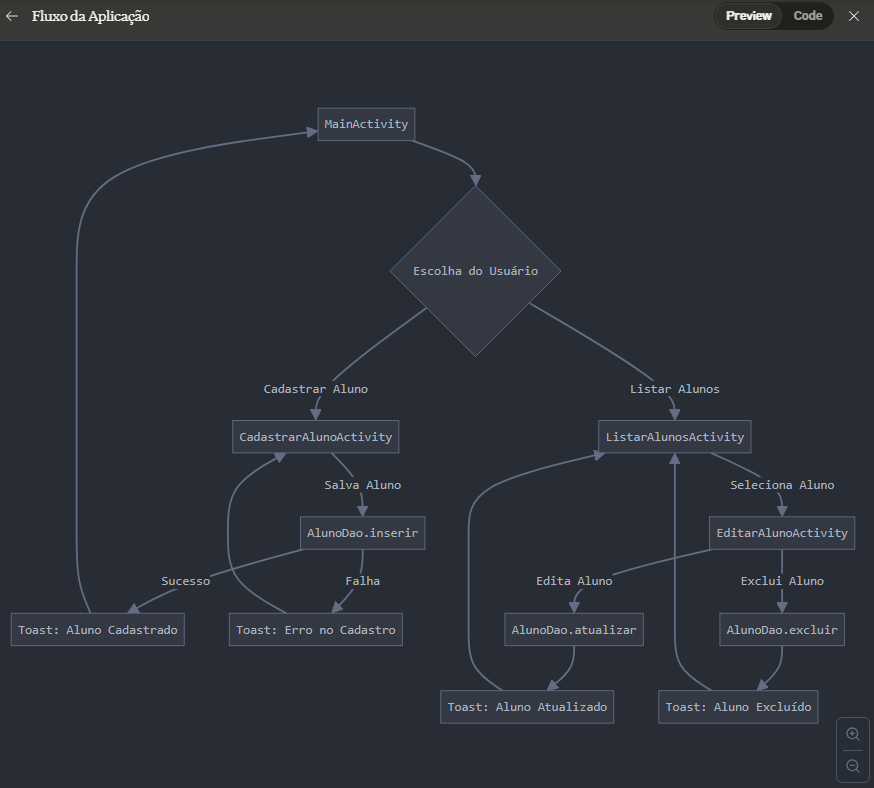 Fluxo da Aplicação
Preview
Code
MainActivity
Escolha do Usuário
Cadastrar Aluno
Listar Alunos
CadastrarAlunoActivity
ListarAlunosActivity
Salva Aluno
Seleciona Aluno
AlunoDao.inserir
EditarAlunoActivity
Sucesso
Falha
Edita Aluno
Exclui Aluno
Toast: Aluno Cadastrado
Toast: Erro no Cadastro
AlunoDao.atualizar
AlunoDao.excluir
Toast: Aluno Atualizado
Toast: Aluno Excluído